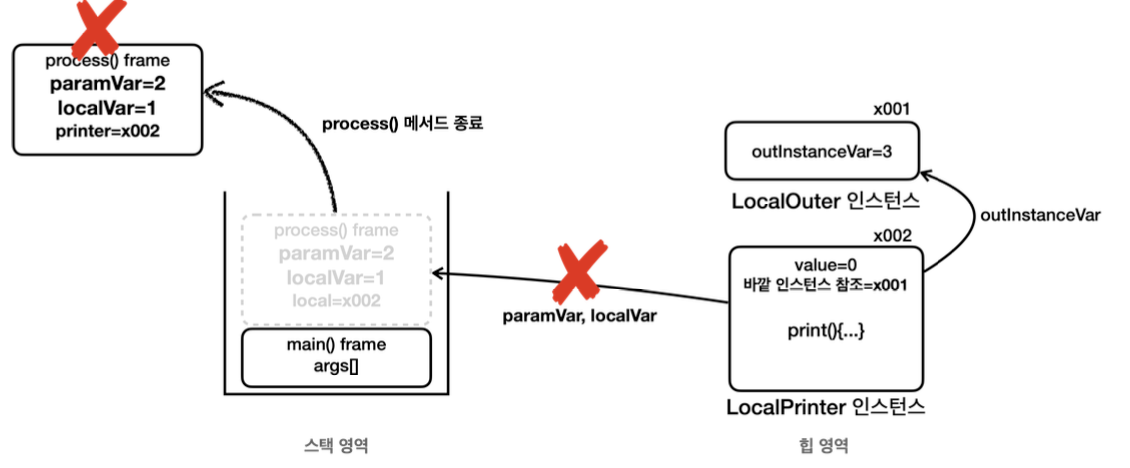 process() frame
paramVar=2
localVar=1
printer=x002
process() 메서드 종료
process() frame
paramVar=2
localVar=1
local=x002
main() frame
args[]
스택 영역
paramVar, localVar
x001
outInstanceVar=3
LocalOuter 인스턴스
outInstanceVar
x002
value=0
바깥 인스턴스 참조=x001
print(){...}
LocalPrinter 인스턴스
힙 영역